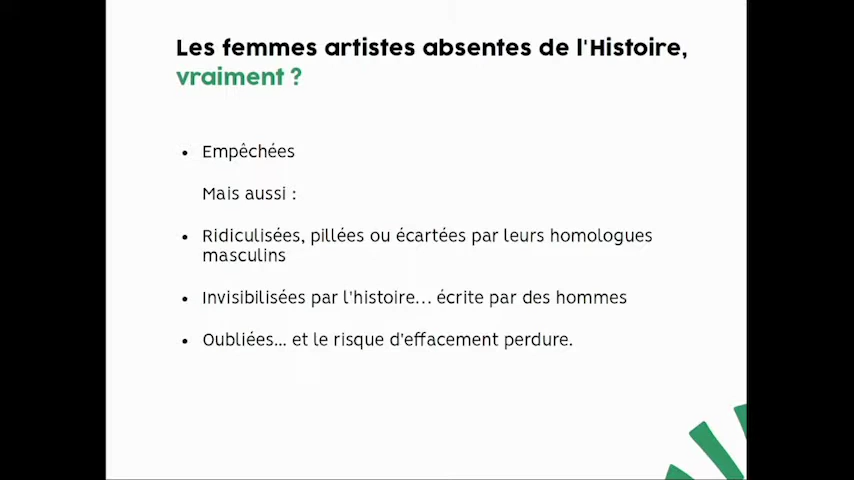 Les femmes artistes absentes de l'Histoire,
vraiment ?
• Empêchées
Mais aussi :
• Ridiculisées, pillées ou écartées par leurs homologues
masculins
• Invisibilisées par l'histoire... écrite par des hommes
• Oubliées... et le risque d'effacement perdure.